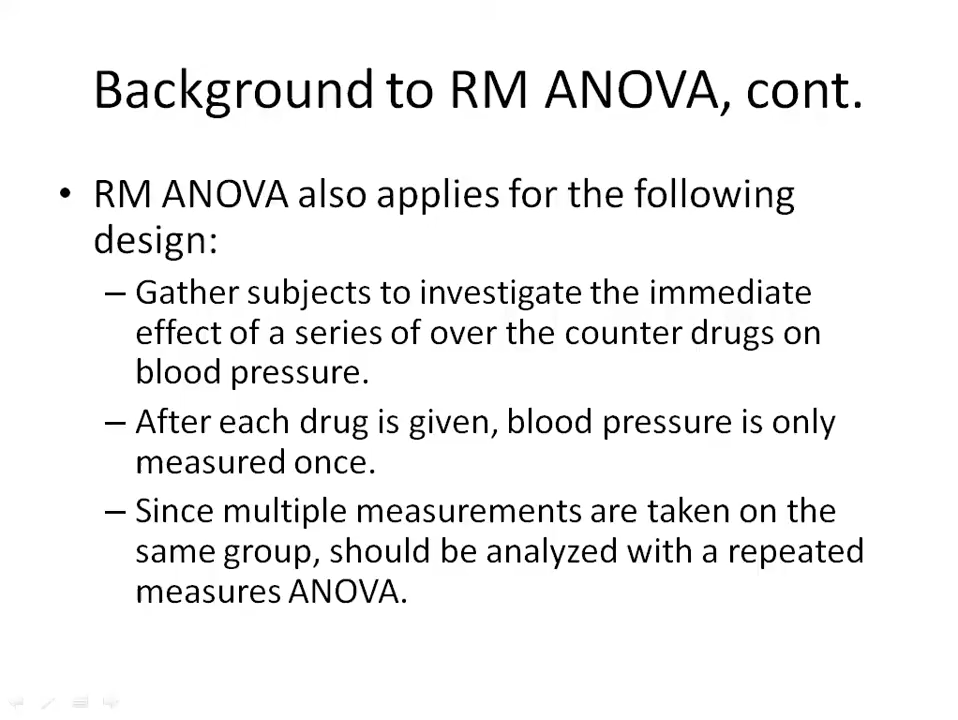 Background to RM ANOVA, cont.
• RM ANOVA also applies for the following
design:
– Gather subjects to investigate the immediate
effect of a series of over the counter drugs on
blood pressure.
– After each drug is given, blood pressure is only
measured once.
– Since multiple measurements are taken on the
same group, should be analyzed with a repeated
measures ANOVA.